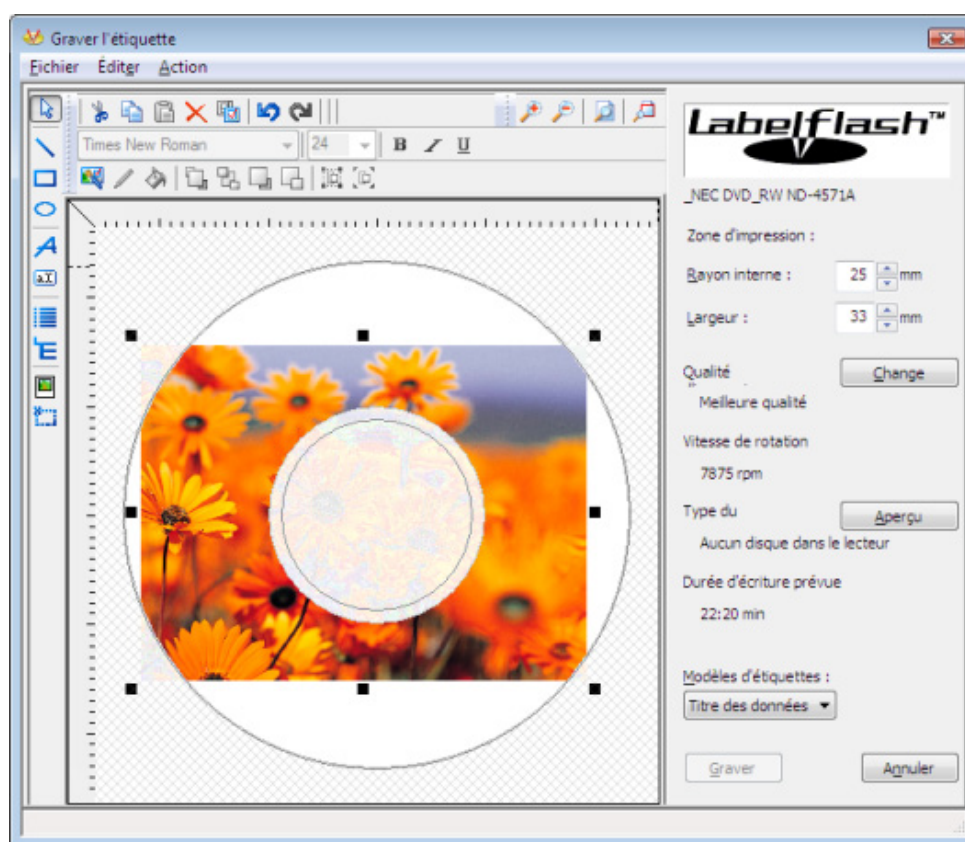 Graver l'étiquette
Fichier Éditer Action
Times New Roman 24 B I U
Labelflash™
_NEC DVD_RW ND-4571A
Zone d'impression :
Rayon interne : 25 mm
Largeur : 33 mm
Qualité Change
Meilleure qualité
Vitesse de rotation
7875 rpm
Type du Aperçu
Aucun disque dans le lecteur
Durée d'écriture prévue
22:20 min
Modèles d'étiquettes :
Titre des données
Graver Annuler